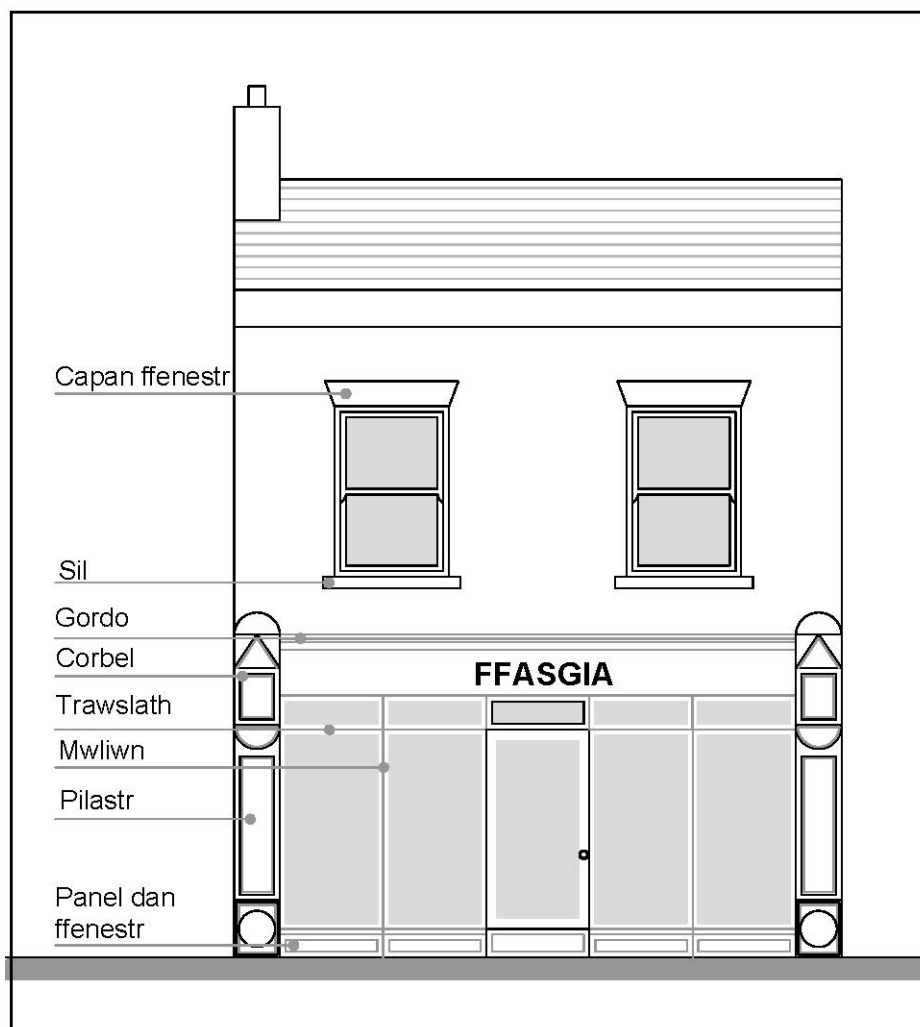 Capan ffenestr
Sil
Gordo
Corbel
FFASGIA
Trawslath
Mwliwn
Pilastr
Panel dan
ffenestr